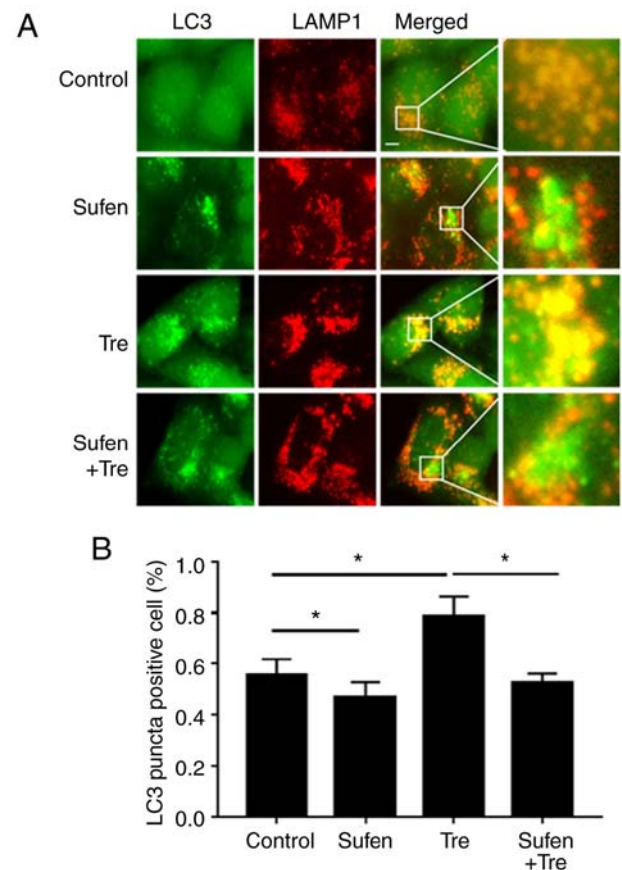 A
LC3 LAMP1 Merged
Control
Sufen
Tre
Sufen
+Tre
B
LC3 puncta positive cell (%)
1.0
0.8
0.6
0.4
0.2
0.0
* * *
Control Sufen Tre Sufen
+Tre